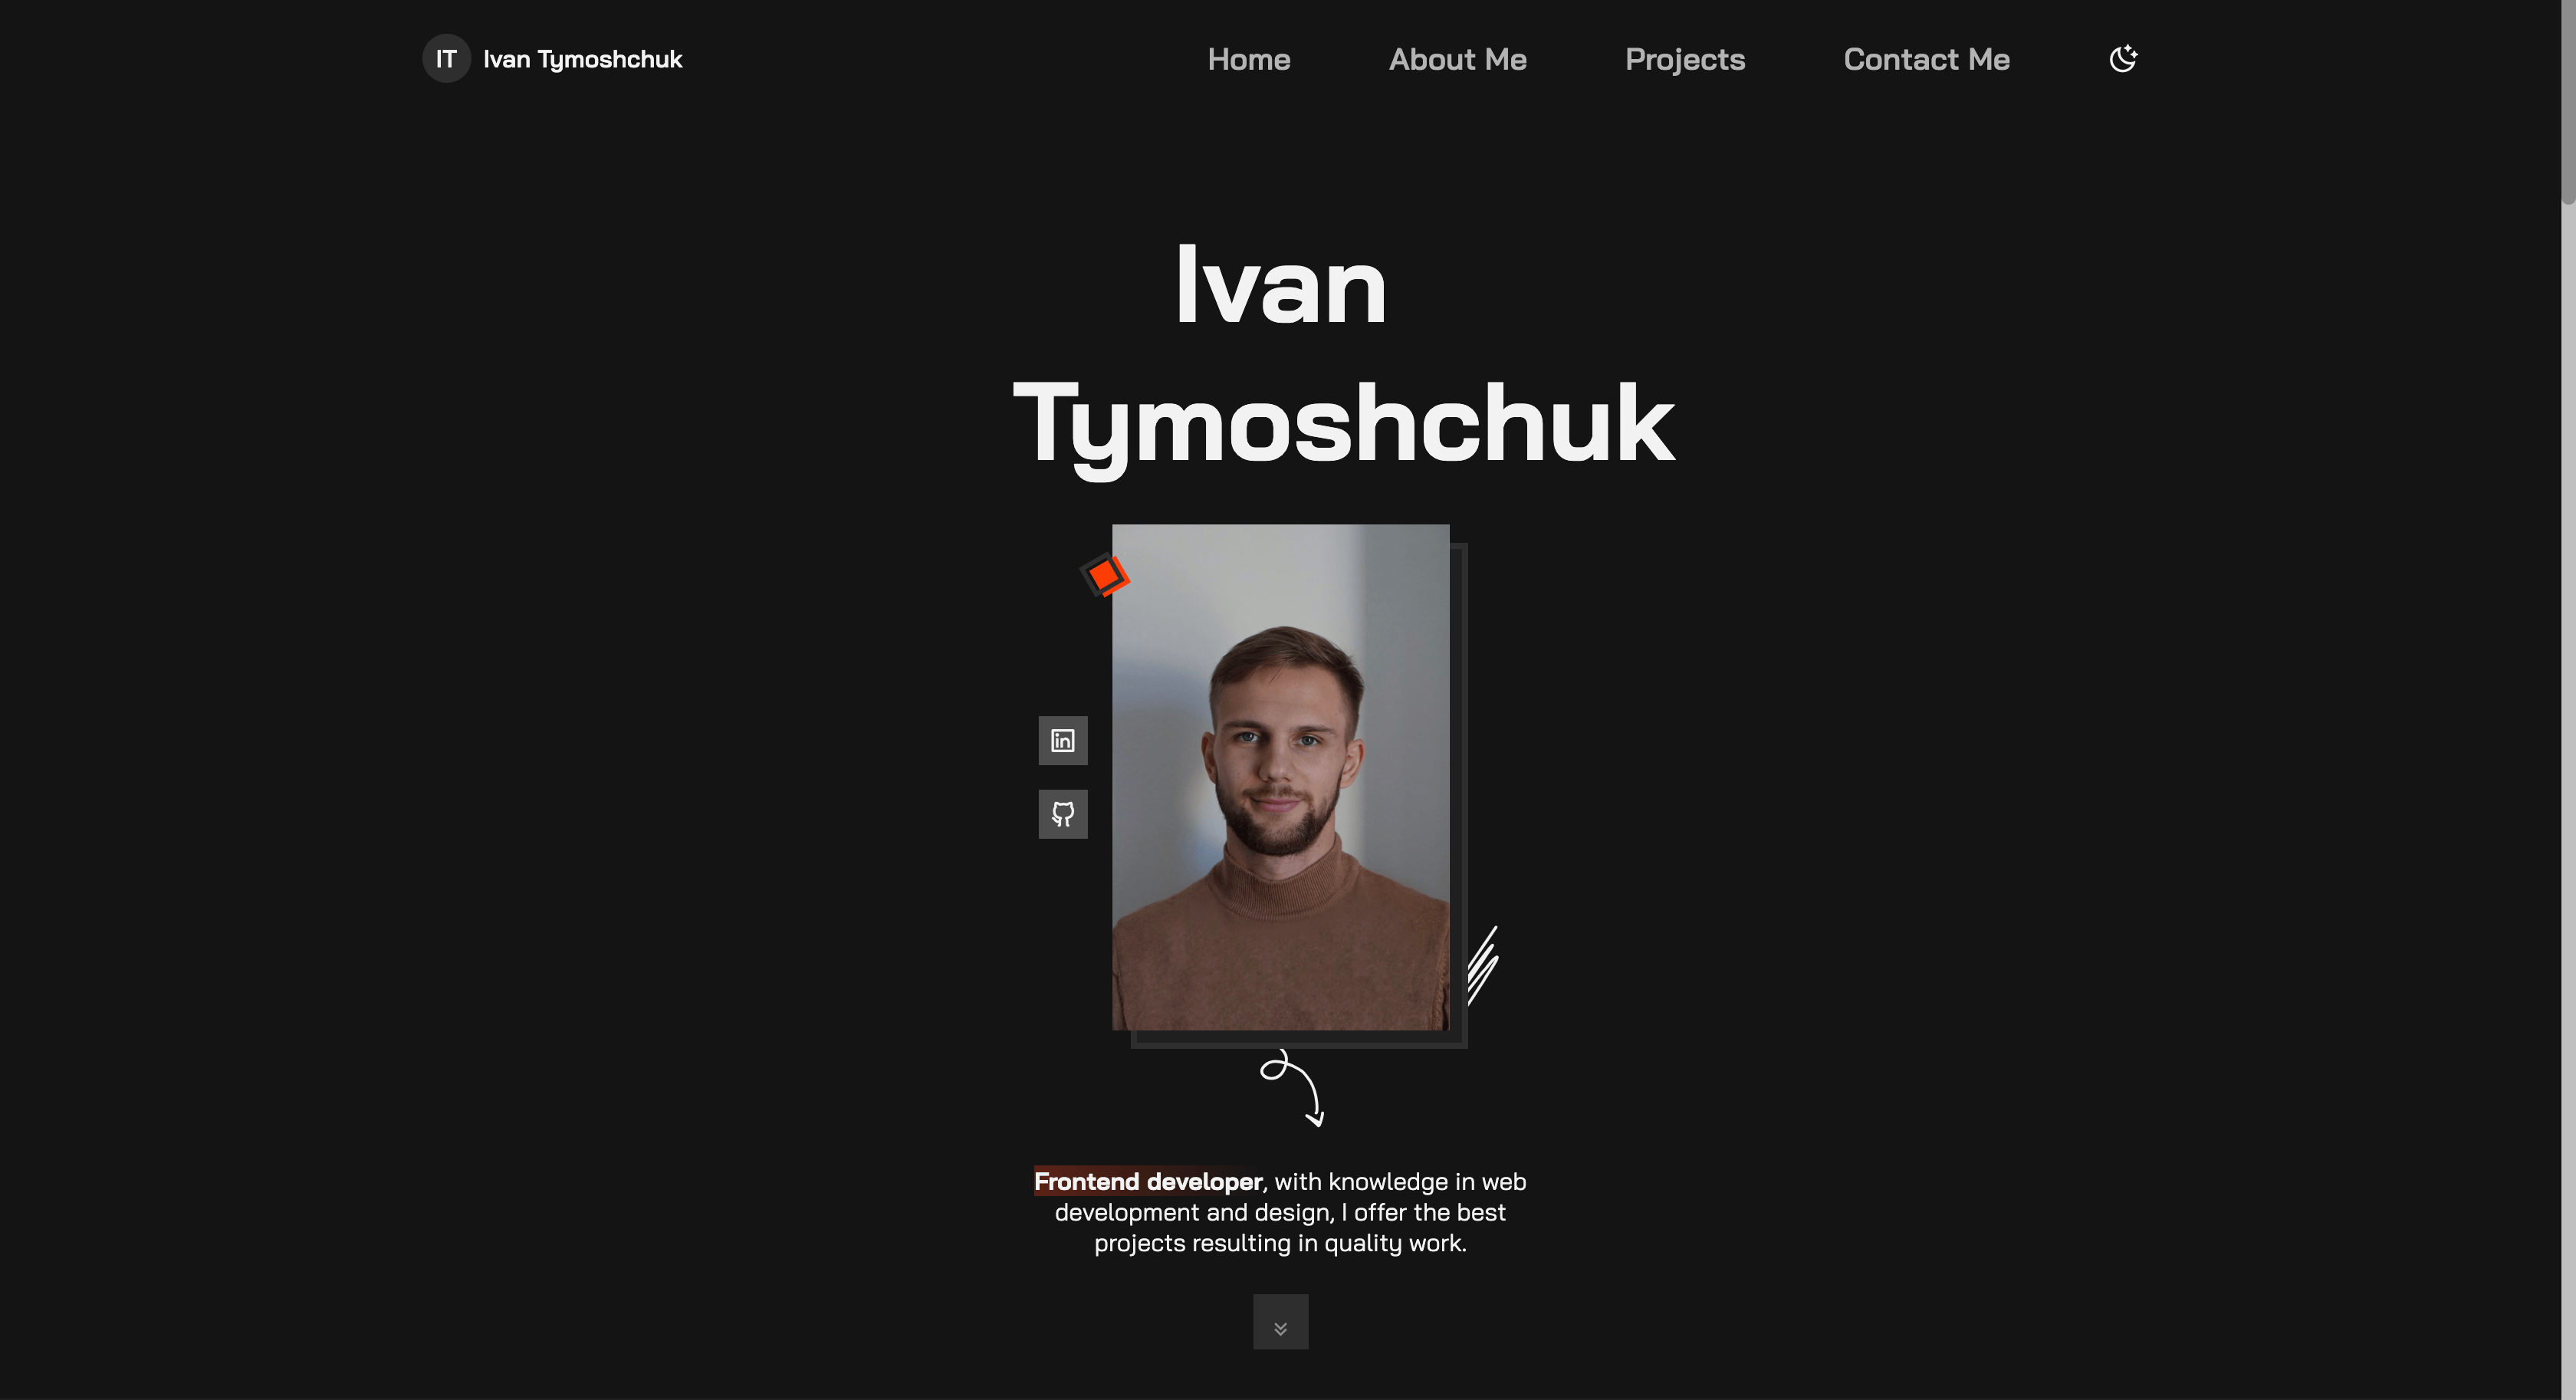 IT Ivan Tymoshchuk Home About Me Projects Contact Me
Ivan
Tymoshchuk
in
Frontend developer, with knowledge in web
development and design, I offer the best
projects resulting in quality work.